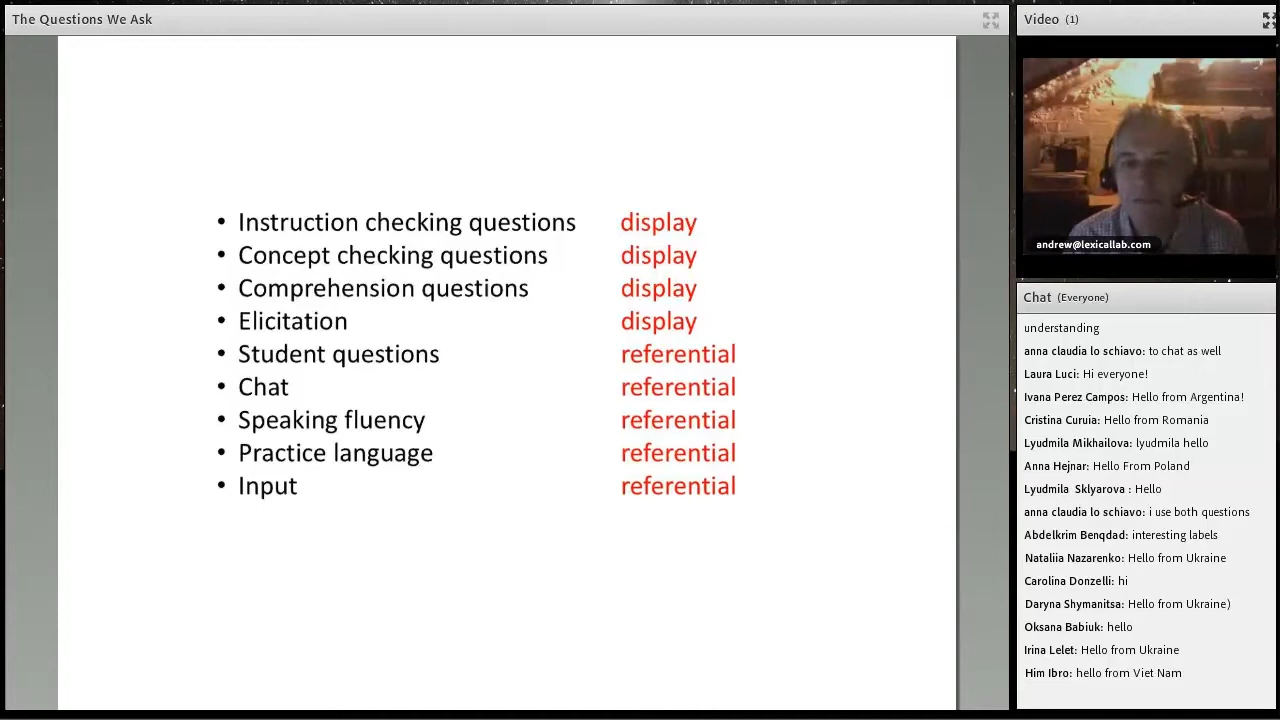 The Questions We Ask
• Instruction checking questions display
• Concept checking questions display
• Comprehension questions display
• Elicitation display
• Student questions referential
• Chat referential
• Speaking fluency referential
• Practice language referential
• Input referential
Video (1)
andrew@lexicallab.com
Chat (Everyone)
understanding
anna claudia lo schiavo: to chat as well
Laura Luci: Hi everyone!
Ivana Perez Campos: Hello from Argentina!
Cristina Curuia: Hello from Romania
Lyudmila Mikhailova: lyudmila hello
Anna Hejnar: Hello From Poland
Lyudmila Sklyarova : Hello
anna claudia lo schiavo: i use both questions
Abdelkrim Benqdad: interesting labels
Nataliia Nazarenko: Hello from Ukraine
Carolina Donzelli: hi
Daryna Shymanitsa: Hello from Ukraine)
Oksana Babiuk: hello
Irina Lelet: Hello from Ukraine
Him Ibro: hello from Viet Nam